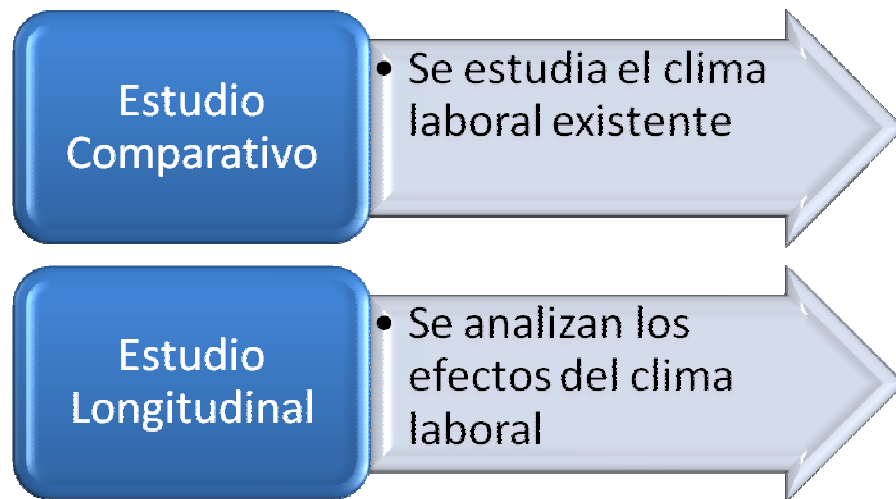 Estudio
Comparativo
• Se estudia el clima
laboral existente
Estudio
Longitudinal
• Se analizan los
efectos del clima
laboral